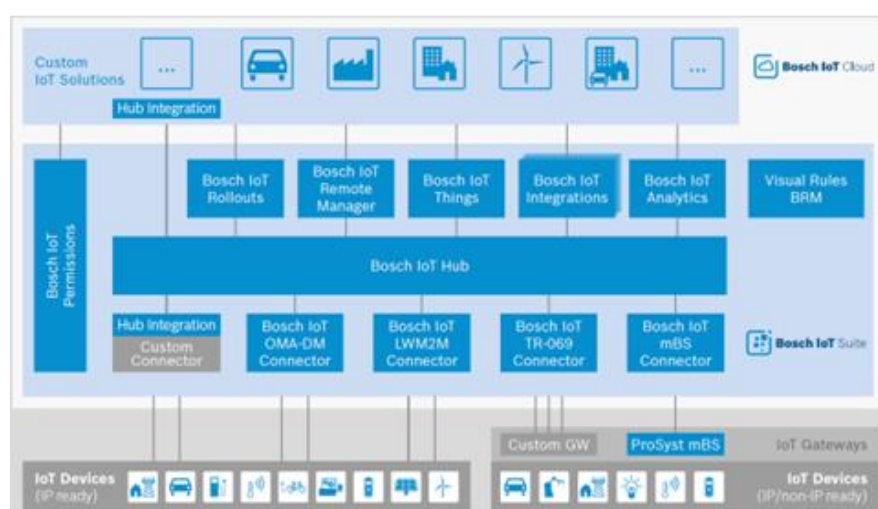 Custom
IoT Solutions
...
...
Bosch IoT Cloud
Hub Integration
Bosch IoT
Permissions
Bosch IoT
Rollouts
Bosch IoT
Remote
Manager
Bosch IoT
Things
Bosch IoT
Integrations
Bosch IoT
Analytics
Visual Rules
BRM
Bosch IoT Hub
Hub Integration
Custom
Connector
Bosch IoT
OMA-DM
Connector
Bosch IoT
LWM2M
Connector
Bosch IoT
TR-069
Connector
Bosch IoT
mBS
Connector
Bosch IoT Suite
Custom GW
ProSyst mBS
IoT Gateways
IoT Devices
(IP ready)
IoT Devices
(IP/non-IP ready)